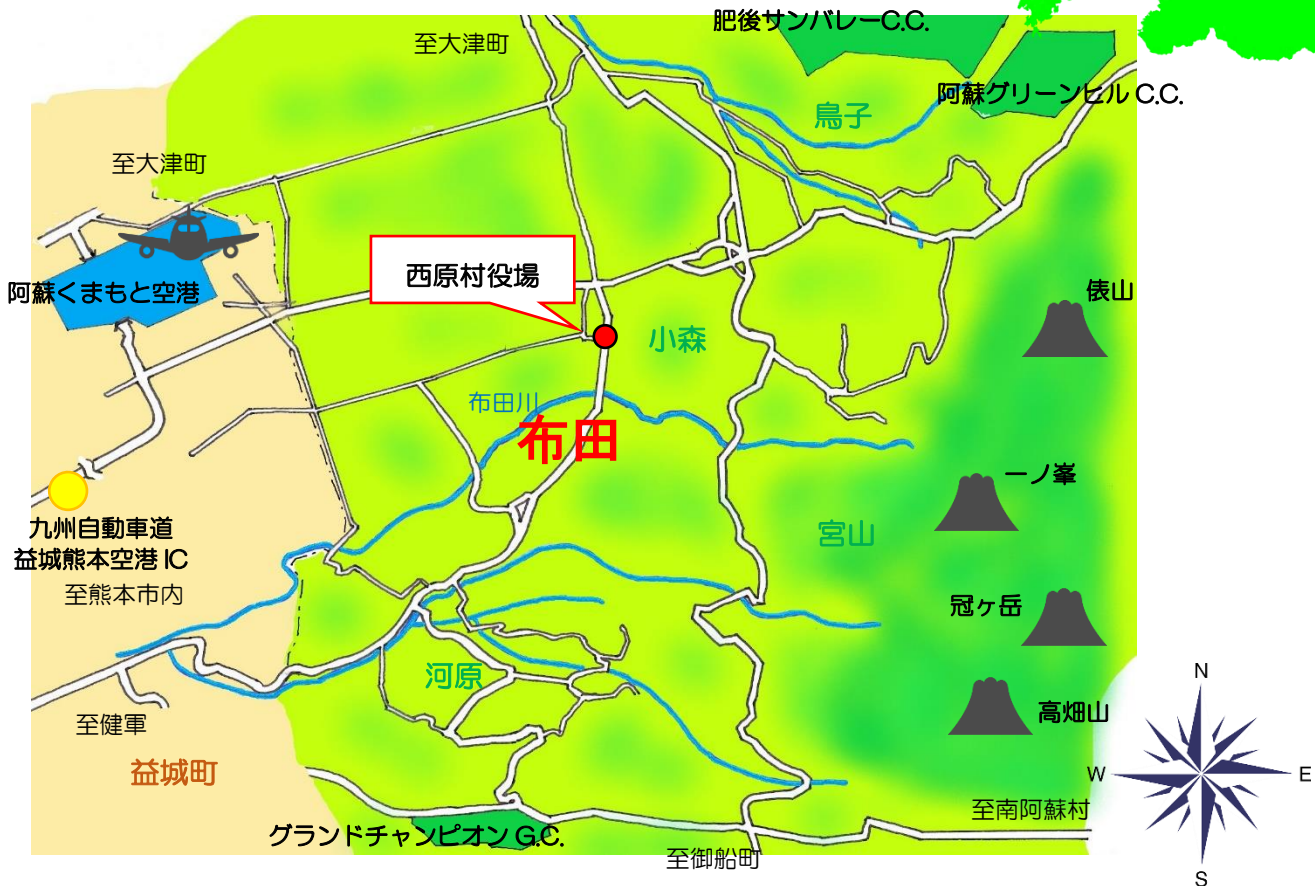 肥後サンバレーC.C.
至大津町
阿蘇グリーンヒル C.C.
鳥子
至大津町
西原村役場
阿蘇くまもと空港
俵山
小森
布田川
布田
一ノ峯
九州自動車道
益城熊本空港 IC
宮山
至熊本市内
冠ヶ岳
河原
N
至健軍
高畑山
益城町
W
E
至南阿蘇村
グランドチャンピオン G.C.
至御船町
S